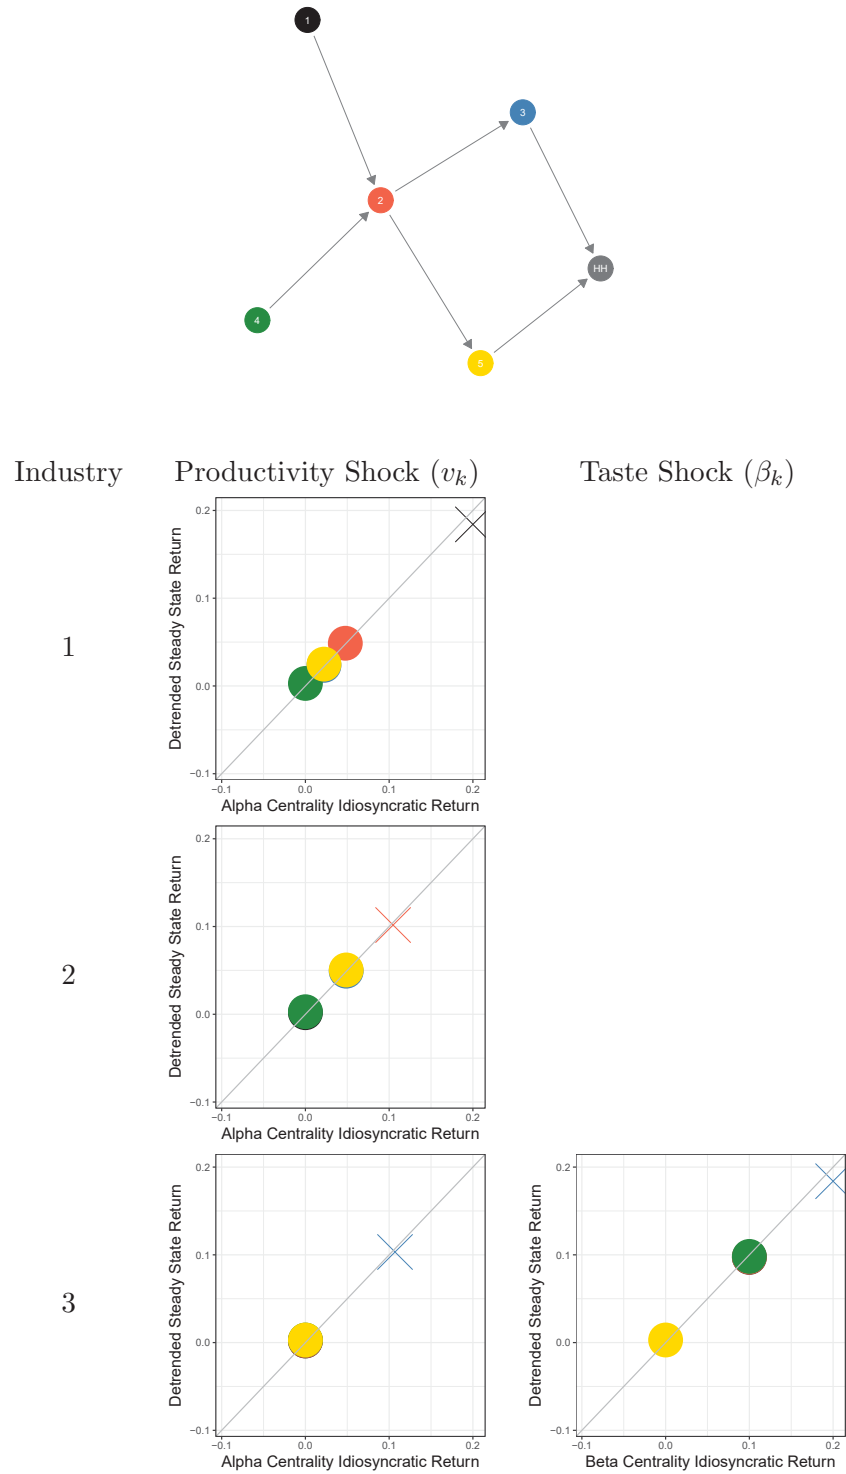 1
3
2
HH
4
5
Industry Productivity Shock (v_k) Taste Shock (β_k)
1
Detrended Steady State Return
0.2
0.1
0.0
−0.1
−0.1 0.0 0.1 0.2
Alpha Centrality Idiosyncratic Return
2
Detrended Steady State Return
0.2
0.1
0.0
−0.1
−0.1 0.0 0.1 0.2
Alpha Centrality Idiosyncratic Return
3
Detrended Steady State Return
0.2
0.1
0.0
−0.1
−0.1 0.0 0.1 0.2
Alpha Centrality Idiosyncratic Return
Detrended Steady State Return
0.2
0.1
0.0
−0.1
−0.1 0.0 0.1 0.2
Beta Centrality Idiosyncratic Return